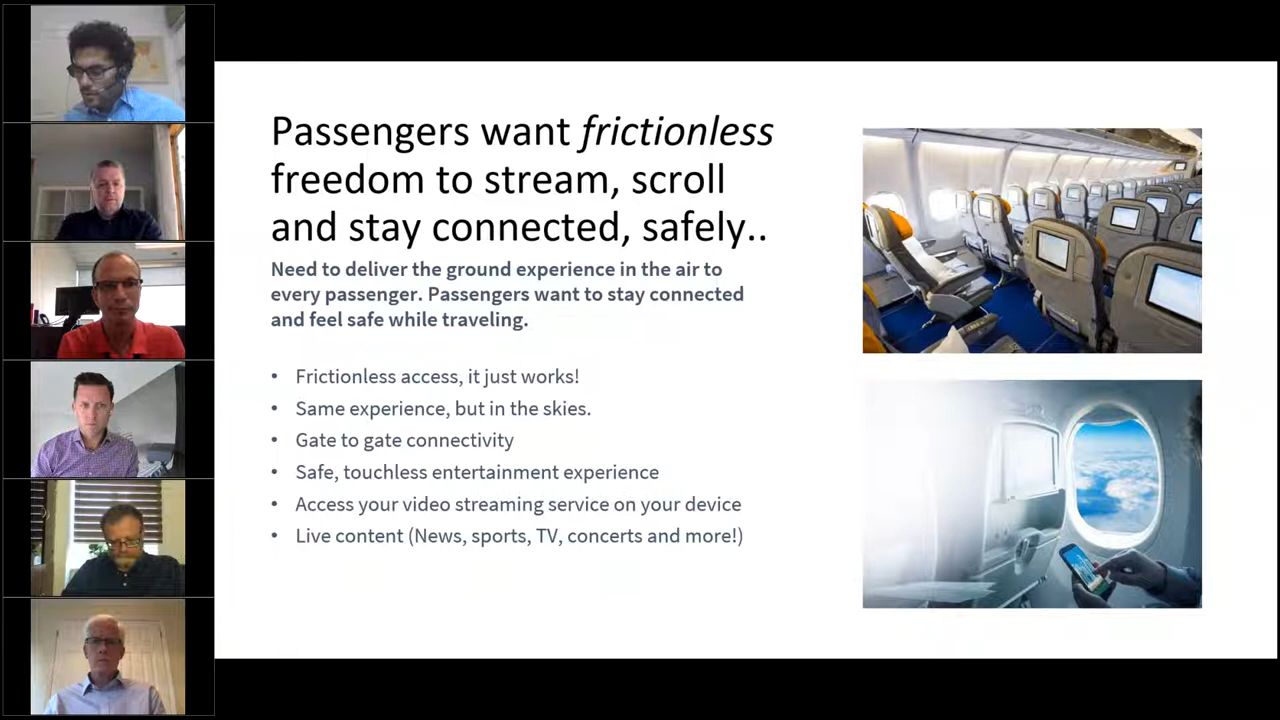 Passengers want frictionless
freedom to stream, scroll
and stay connected, safely..
Need to deliver the ground experience in the air to
every passenger. Passengers want to stay connected
and feel safe while traveling.
• Frictionless access, it just works!
• Same experience, but in the skies.
• Gate to gate connectivity
• Safe, touchless entertainment experience
• Access your video streaming service on your device
• Live content (News, sports, TV, concerts and more!)